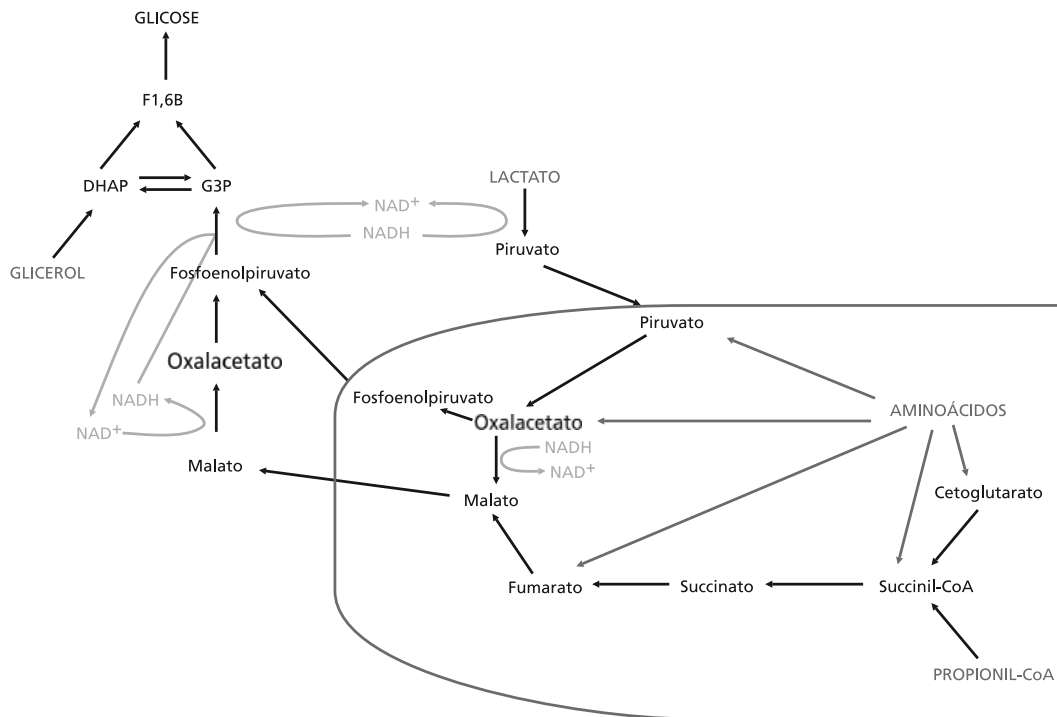 GLICOSE
F1,6B
DHAP
G3P
LACTATO
NAD+
NADH
Piruvato
GLICEROL
Fosfoenolpiruvato
Piruvato
Oxalacetato
Fosfoenolpiruvato
NADH
AMINOÁCIDOS
Oxalacetato
NAD+
NADH
NAD+
Malato
Malato
Cetoglutarato
Fumarato
Succinato
Succinil-CoA
PROPIONIL-CoA